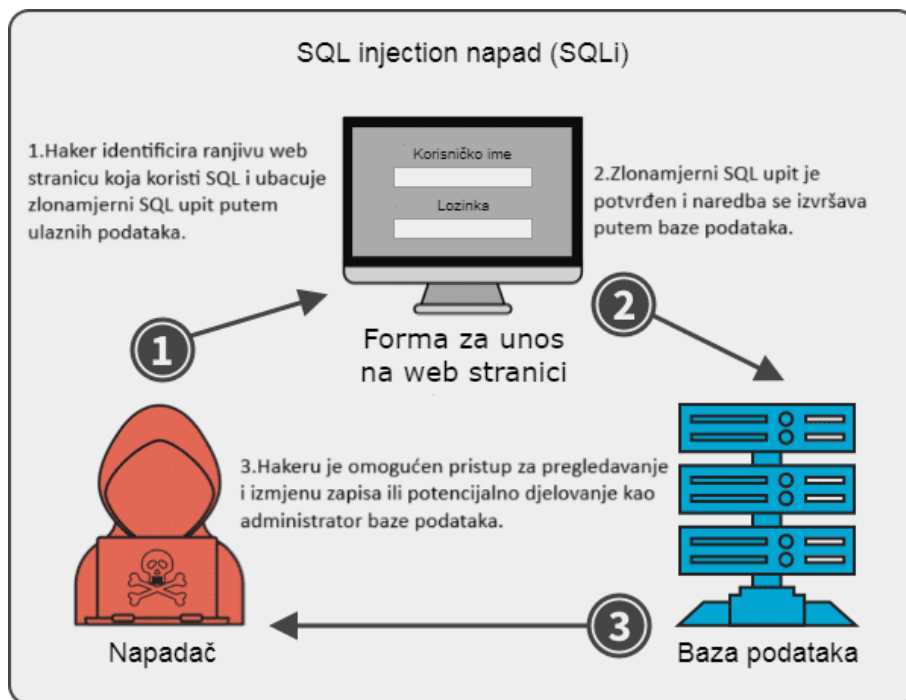 SQL injection napad (SQLi)
1.Haker identificira ranjivu web
stranicu koja koristi SQL i ubacuje
zlonamjerni SQL upit putem
ulaznih podataka.
Korisničko ime
Lozinka
2.Zlonamjerni SQL upit je
potvrđen i naredba se izvršava
putem baze podataka.
1
2
Forma za unos
na web stranici
3.Hakeru je omogućen pristup za pregledavanje
i izmjenu zapisa ili potencijalno djelovanje kao
administrator baze podataka.
3
Napadač
Baza podataka